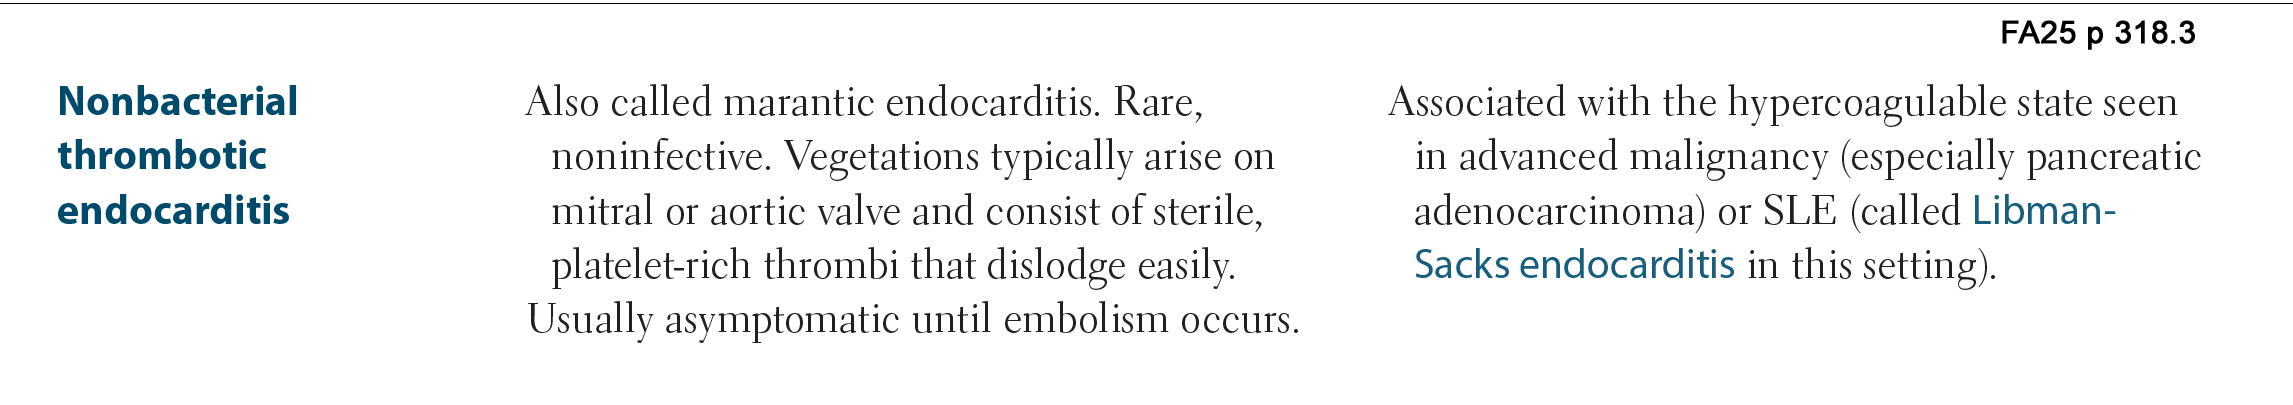 FA25 p 318.3
Nonbacterial
thrombotic
endocarditis
Also called marantic endocarditis. Rare,
noninfective. Vegetations typically arise on
mitral or aortic valve and consist of sterile,
platelet-rich thrombi that dislodge easily.
Usually asymptomatic until embolism occurs.
Associated with the hypercoagulable state seen
in advanced malignancy (especially pancreatic
adenocarcinoma) or SLE (called Libman-
Sacks endocarditis in this setting).